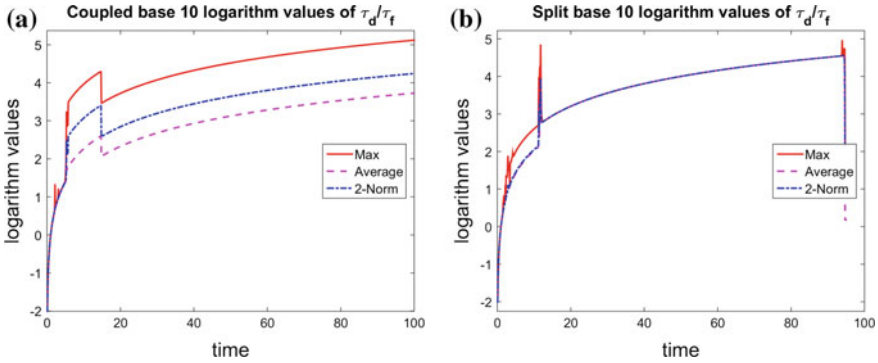 (a)
Coupled base 10 logarithm values of τd/τf
5
4
3
2
1
0
-1
-2
logarithm values
Max
Average
2-Norm
0
20
40
60
80
100
time
(b)
Split base 10 logarithm values of τd/τf
5
4
3
2
1
0
-1
-2
logarithm values
Max
Average
2-Norm
0
20
40
60
80
100
time